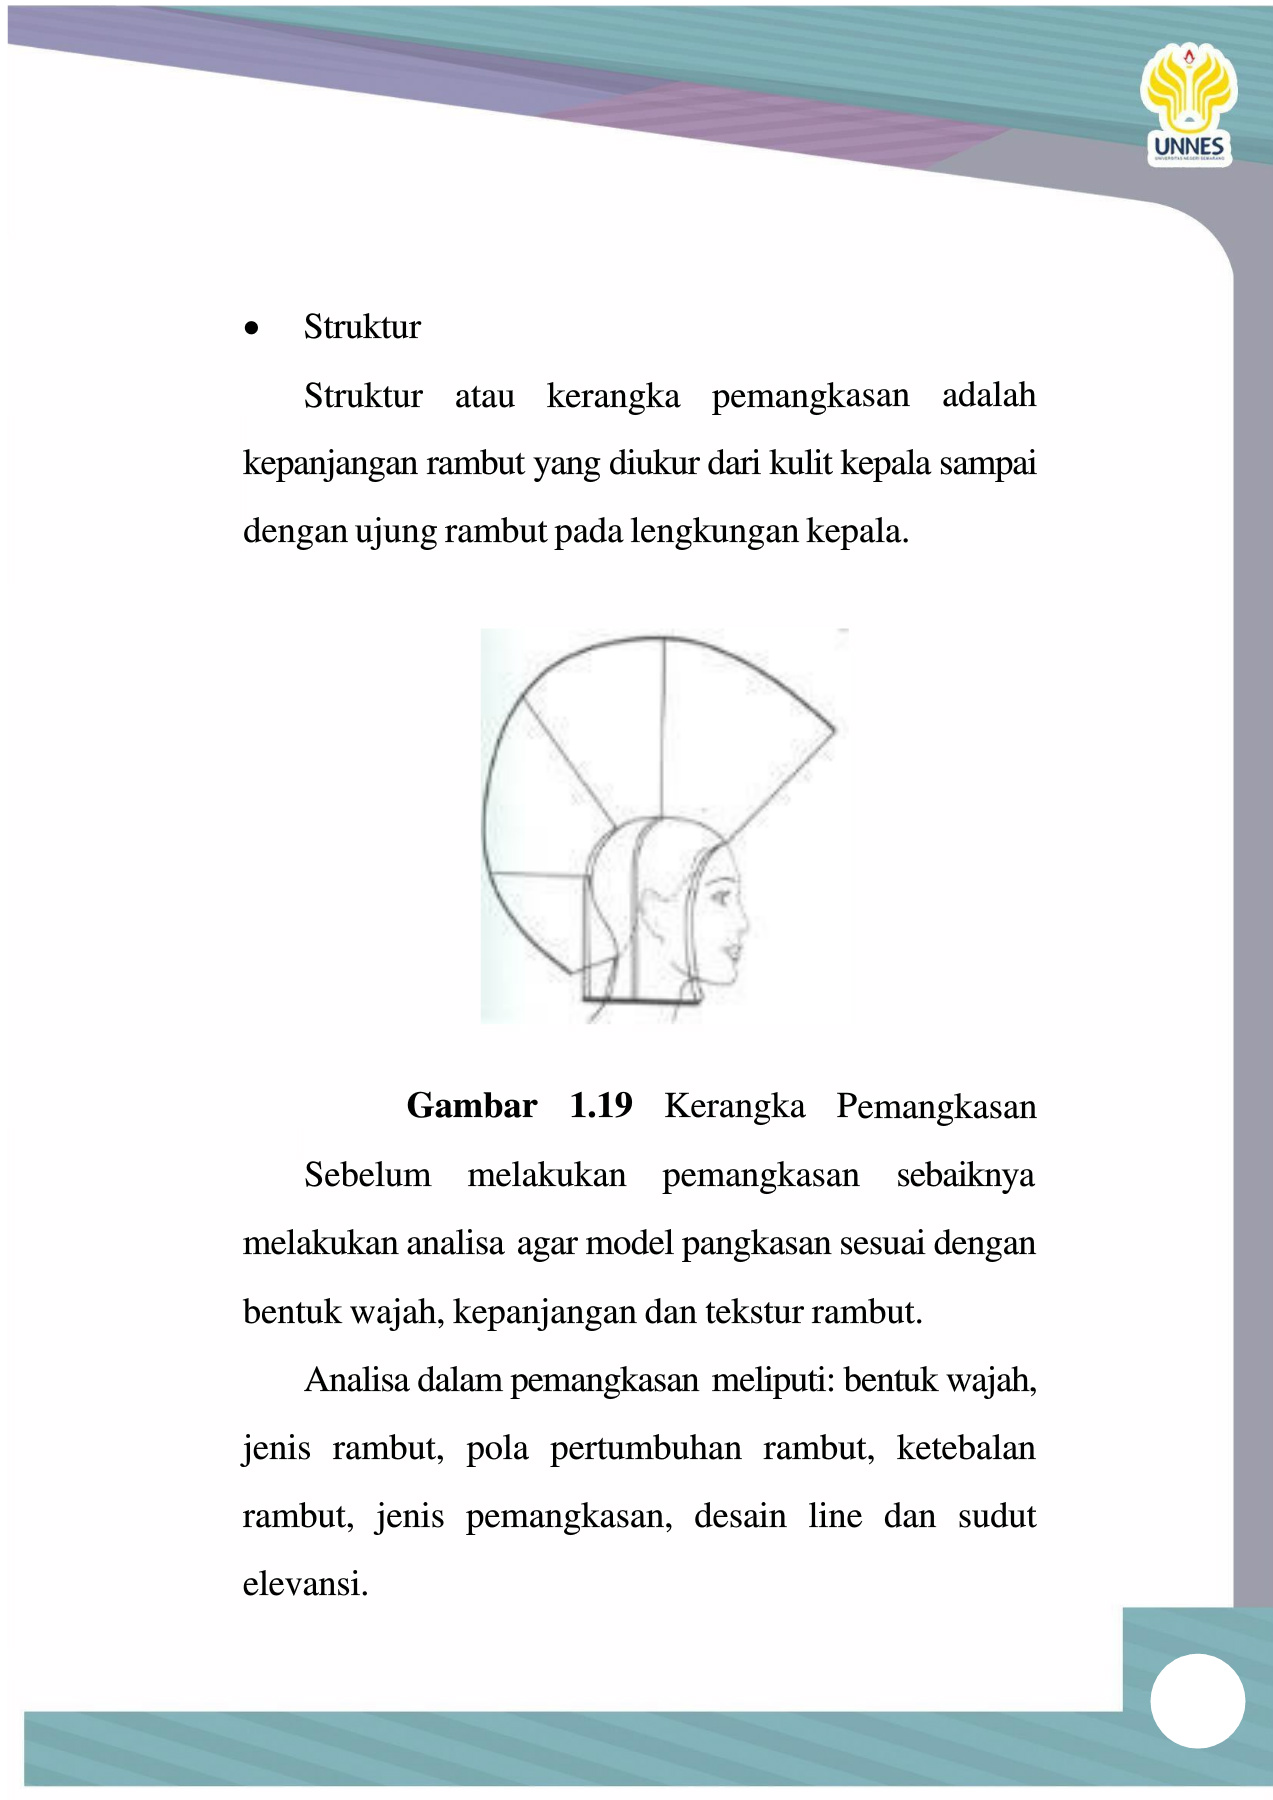 UNNES
UNIVERSITAS NEGERI SEMARANG
• Struktur
Struktur atau kerangka pemangkasan adalah
kepanjangan rambut yang diukur dari kulit kepala sampai
dengan ujung rambut pada lengkungan kepala.
Gambar 1.19 Kerangka Pemangkasan
Sebelum melakukan pemangkasan sebaiknya
melakukan analisa agar model pangkasan sesuai dengan
bentuk wajah, kepanjangan dan tekstur rambut.
Analisa dalam pemangkasan meliputi: bentuk wajah,
jenis rambut, pola pertumbuhan rambut, ketebalan
rambut, jenis pemangkasan, desain line dan sudut
elevansi.